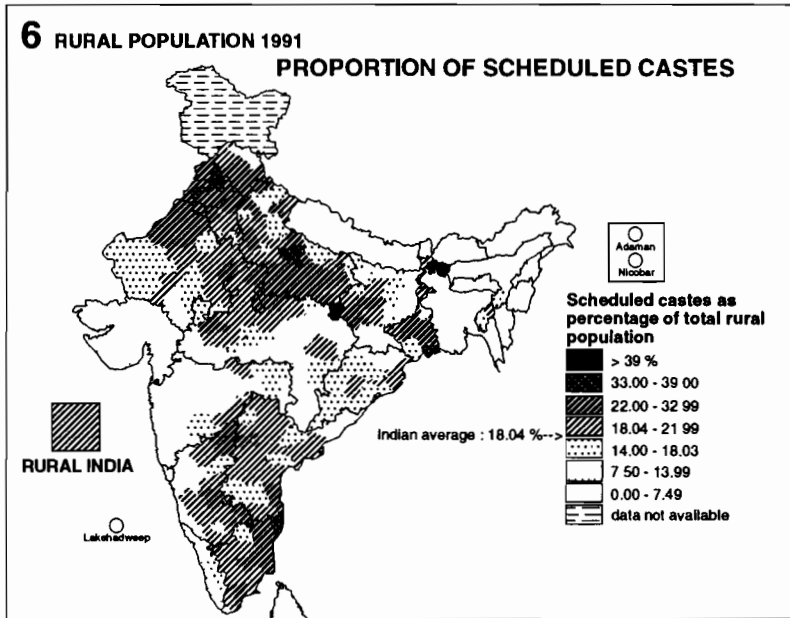 6 RURAL POPULATION 1991
PROPORTION OF SCHEDULED CASTES
Adaman
Nicobar
Scheduled castes as
percentage of total rural
population
> 39 %
33.00 - 39 00
22.00 - 32 99
18.04 - 21 99
Indian average : 18.04 %-->
14.00 - 18.03
7 50 - 13.99
0.00 - 7.49
data not available
RURAL INDIA
Lakshadweep